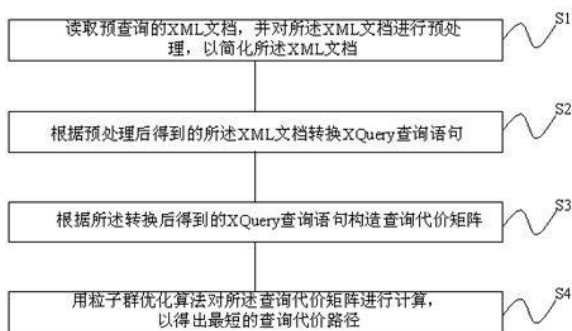 S1
读取预查询的XML文档，并对所述XML文档进行预处
理，以简化所述XML文档
S2
根据预处理后得到的所述XML文档转换XQuery查询语句
S3
根据所述转换后得到的XQuery查询语句构造查询代价矩阵
S4
用粒子群优化算法对所述查询代价矩阵进行计算，
以得出最短的查询代价路径